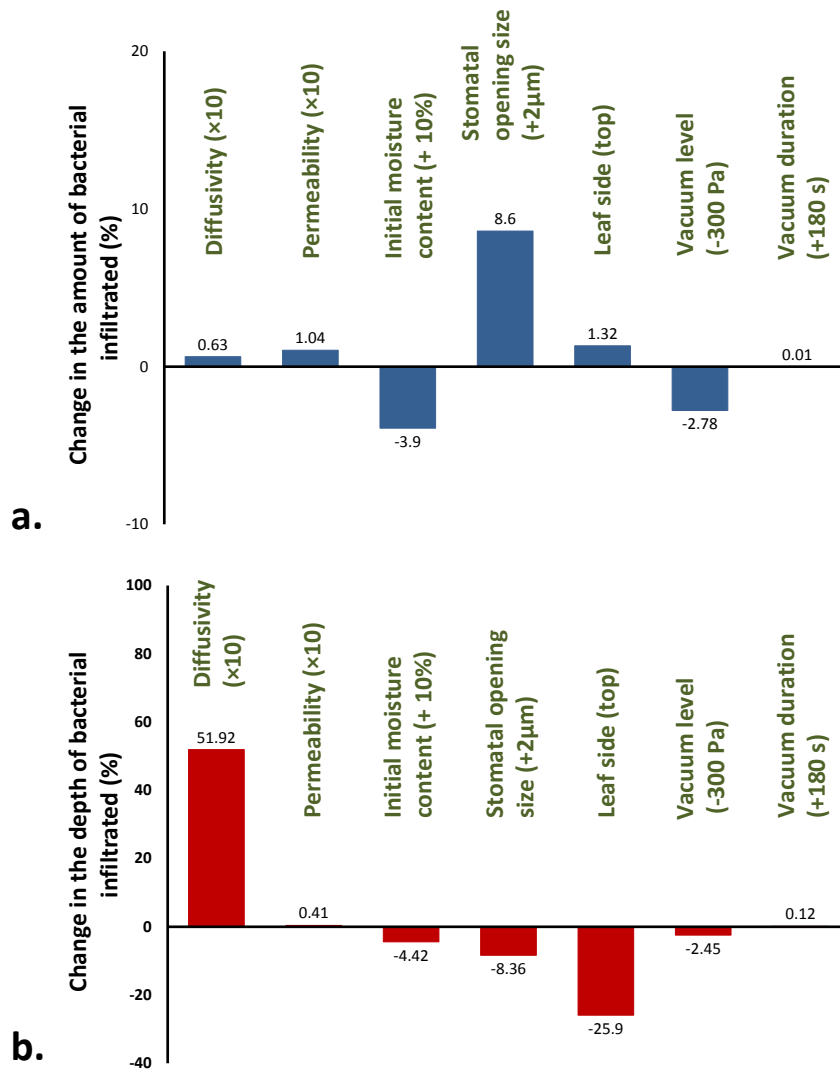 Change in the amount of bacterial
infiltrated (%)
20
10
0
-10
Diffusivity (×10)
Permeability (×10)
Initial moisture
content (+ 10%)
Stomatal
opening size
(+2μm)
Leaf side (top)
Vacuum level
(-300 Pa)
Vacuum duration
(+180 s)
0.63
1.04
-3.9
8.6
1.32
-2.78
0.01
a.
Change in the depth of bacterial
infiltrated (%)
100
80
60
40
20
0
-20
-40
Diffusivity
(×10)
Permeability (×10)
Initial moisture
content (+ 10%)
Stomatal opening
size (+2μm)
Leaf side (top)
Vacuum level
(-300 Pa)
Vacuum duration
(+180 s)
51.92
0.41
-4.42
-8.36
-25.9
-2.45
0.12
b.